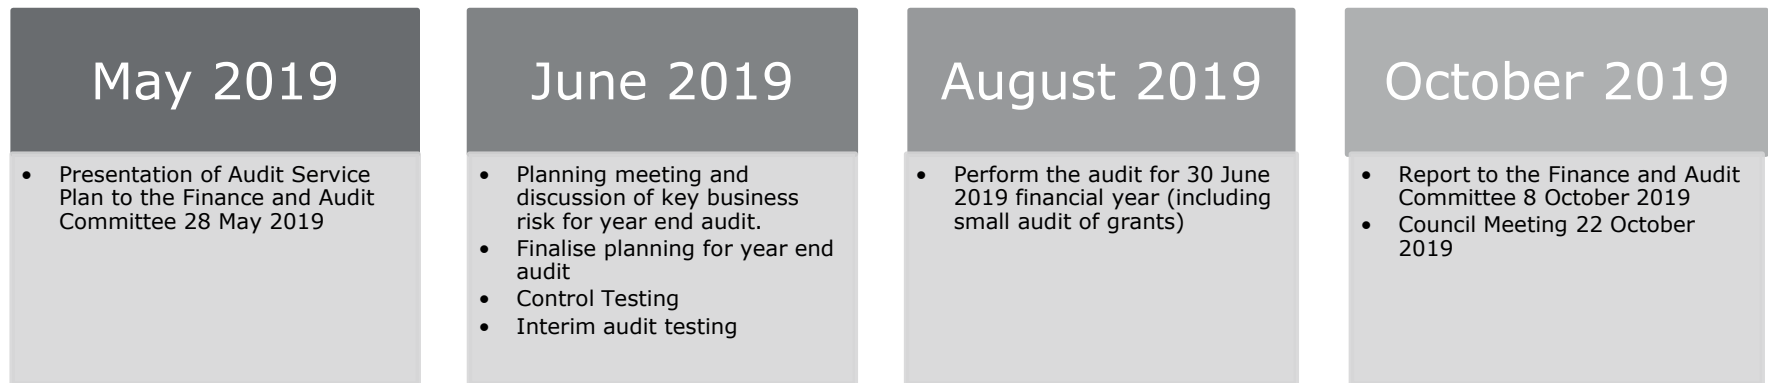 May 2019
• Presentation of Audit Service
Plan to the Finance and Audit
Committee 28 May 2019
June 2019
• Planning meeting and
discussion of key business
risk for year end audit.
• Finalise planning for year end
audit
• Control Testing
• Interim audit testing
August 2019
• Perform the audit for 30 June
2019 financial year (including
small audit of grants)
October 2019
• Report to the Finance and Audit
Committee 8 October 2019
• Council Meeting 22 October
2019